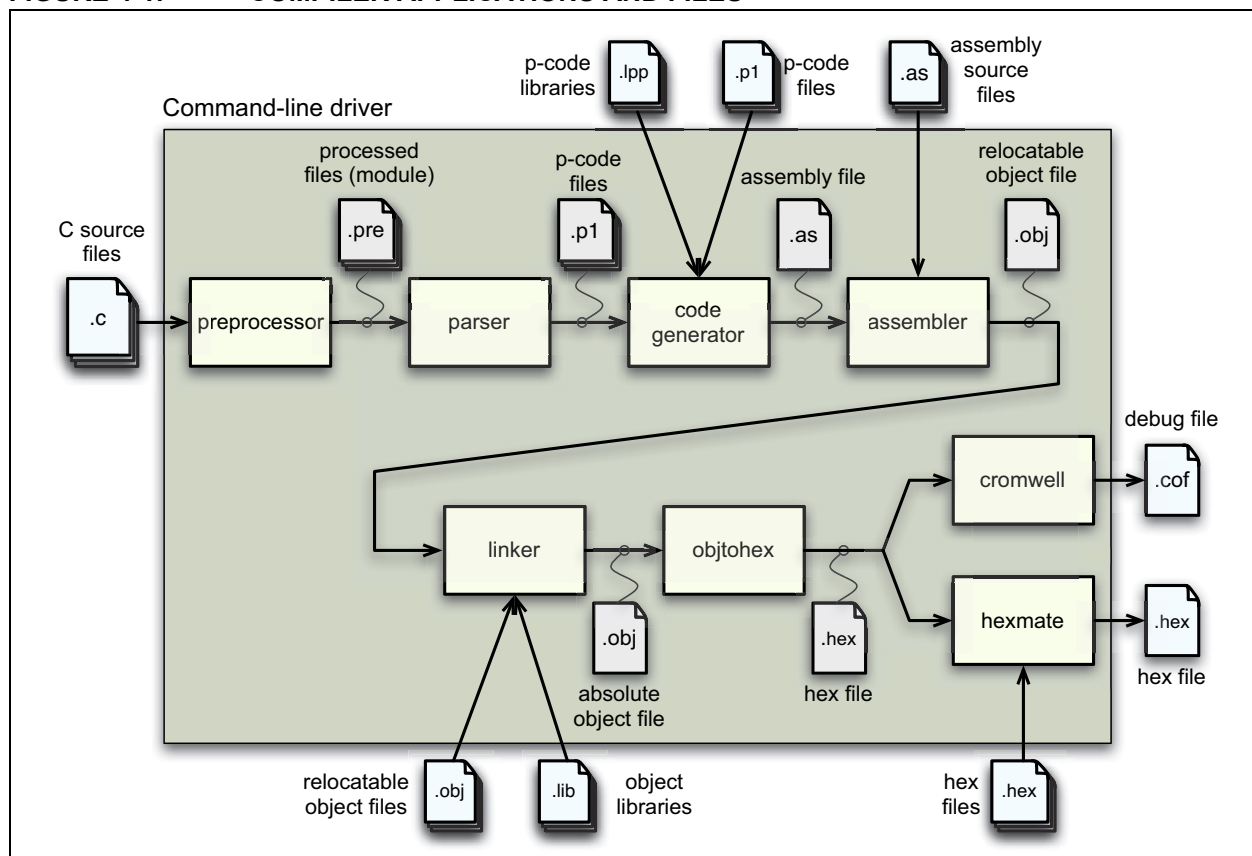 p-code
libraries
.lpp
.p1
p-code
files
.as
assembly
source
files
Command-line driver
processed
files (module)
.pre
p-code
files
.p1
assembly file
.as
relocatable
object file
.obj
C source
files
.c
preprocessor
parser
code
generator
assembler
debug file
.cof
cromwell
linker
objtohex
hexmate
.hex
hex file
.obj
absolute
object file
.hex
hex file
relocatable
object files
.obj
.lib
object
libraries
hex
files
.hex